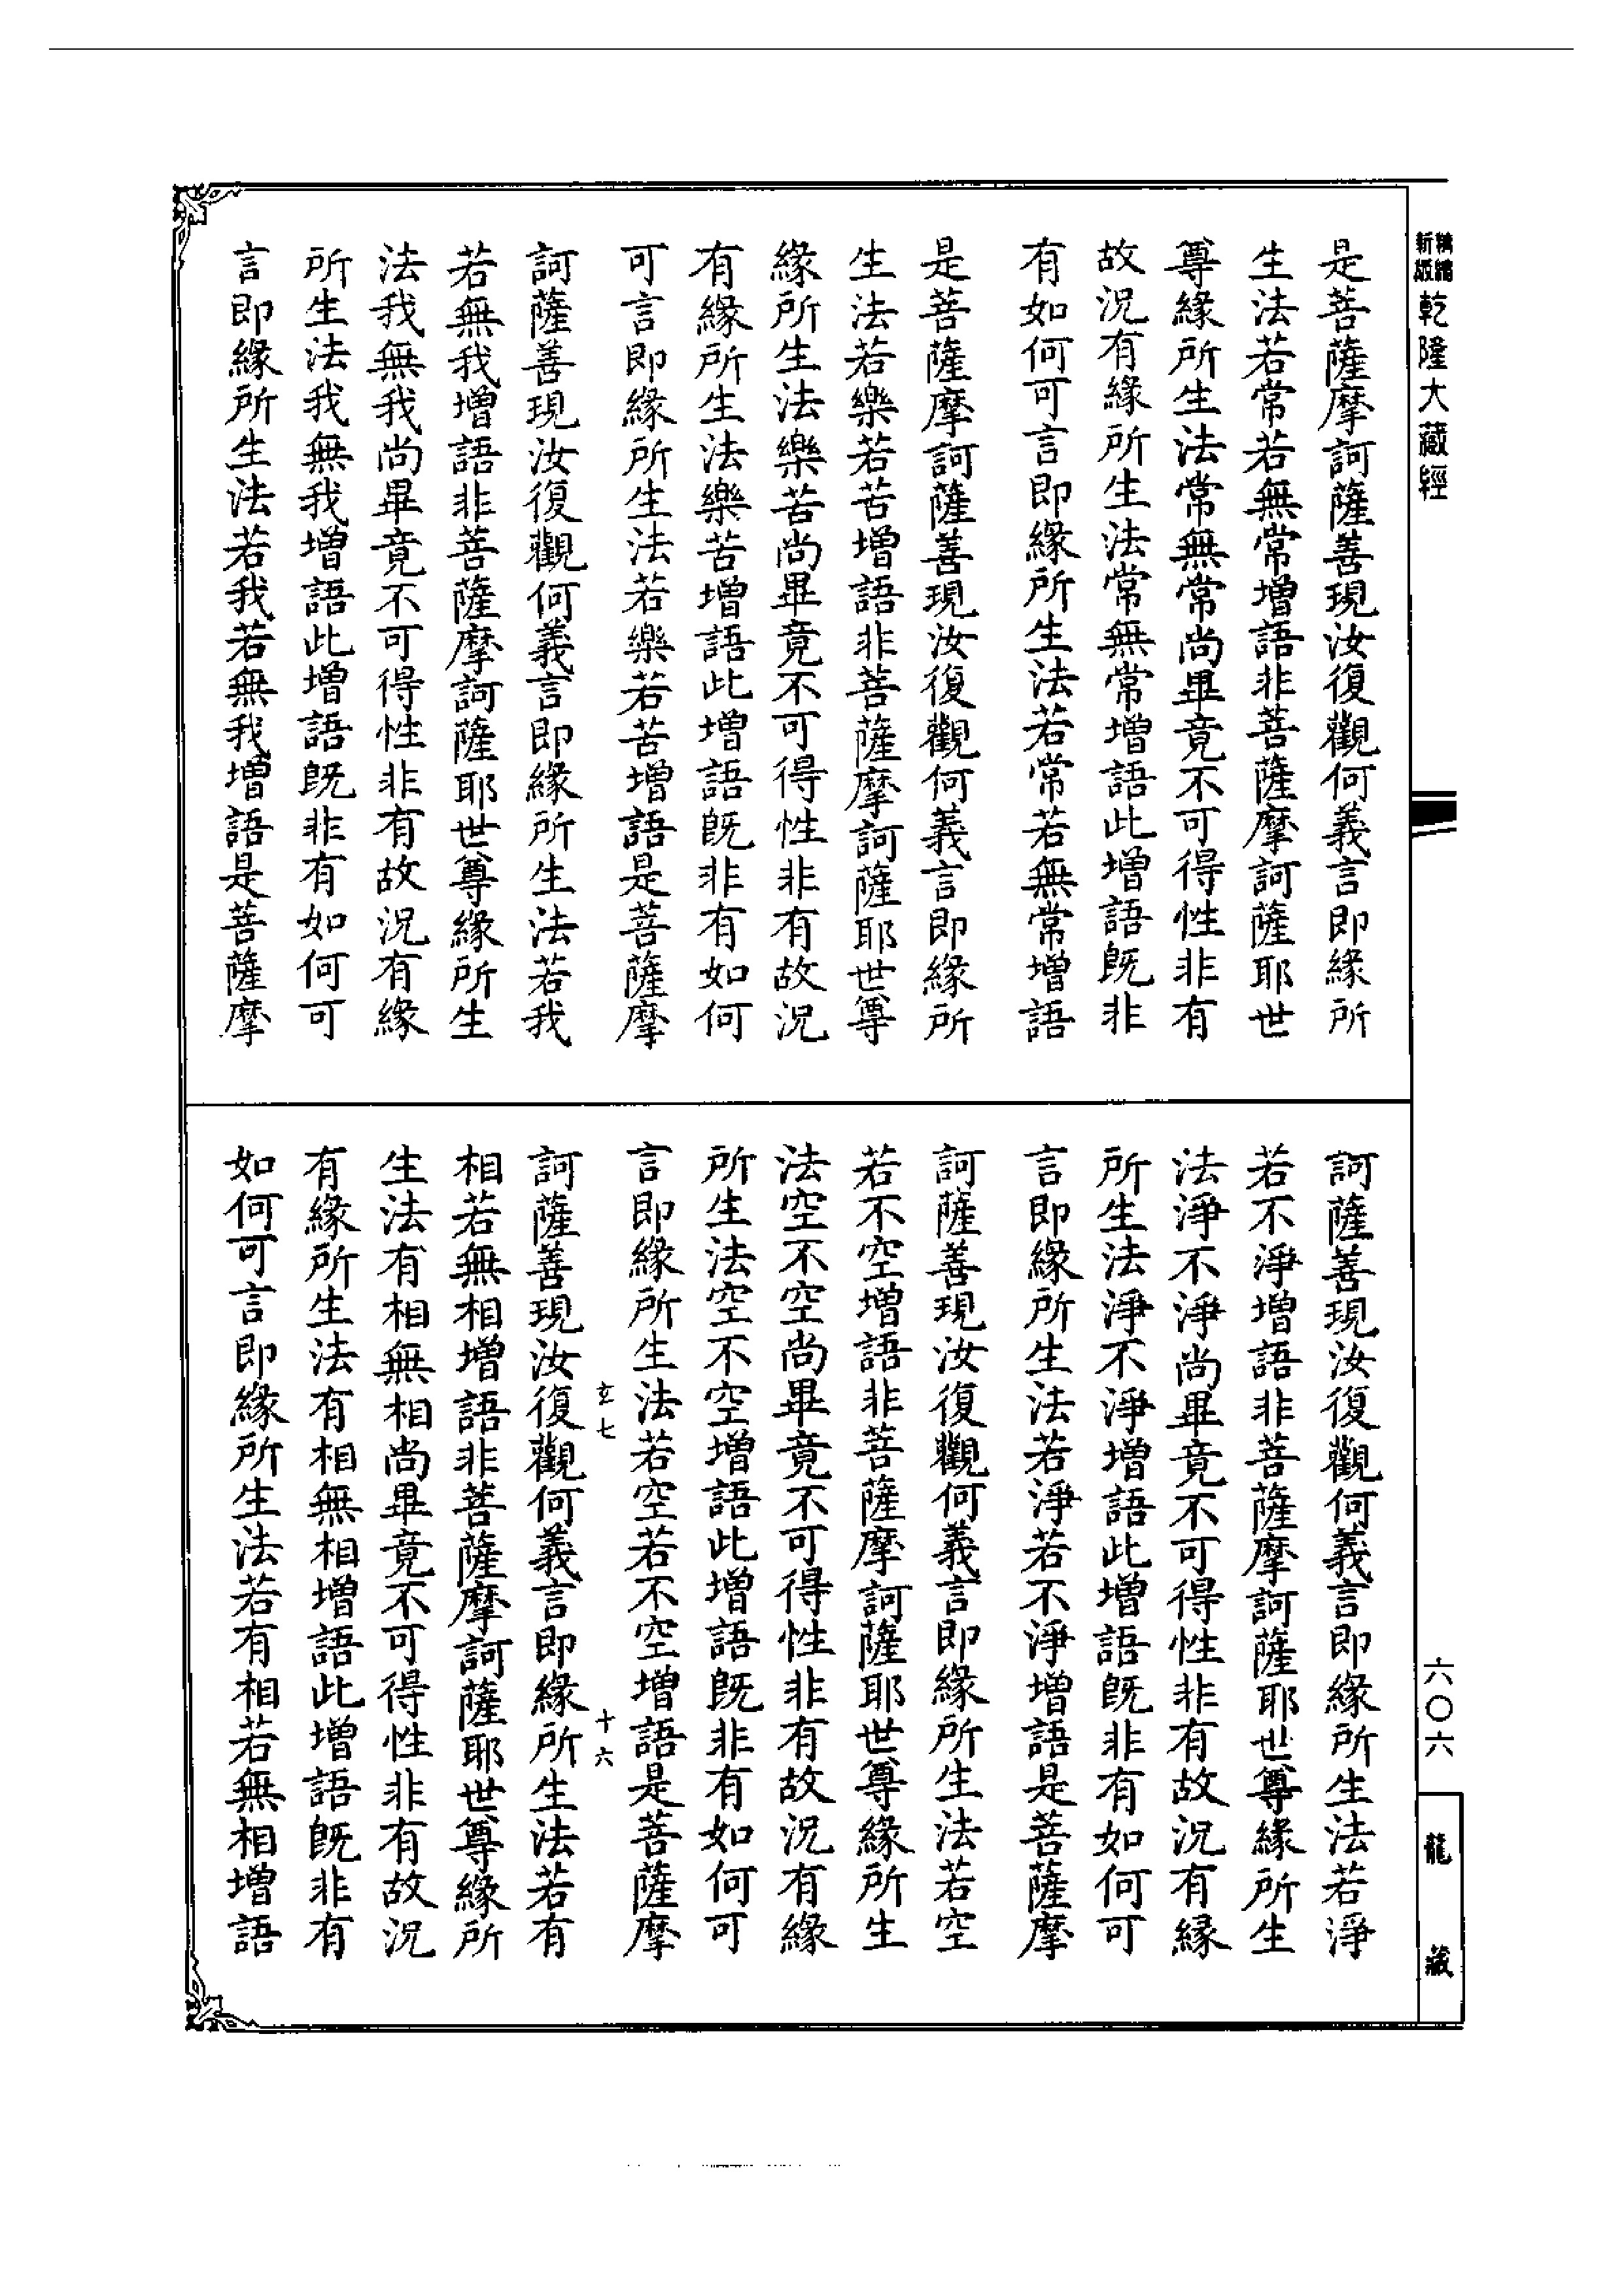 新編縮版乾隆大藏經
是菩薩摩訶薩善現汝復觀何義言即緣所
生法若常若無常增語非菩薩摩訶薩耶世
尊緣所生法常無常尚畢竟不可得性非有
故況有緣所生法常無常增語此增語既非
有如何可言即緣所生法若常若無常增語
是菩薩摩訶薩善現汝復觀何義言即緣所
生法若樂若苦增語非菩薩摩訶薩耶世尊
緣所生法樂苦尚畢竟不可得性非有故況
有緣所生法樂苦增語此增語既非有如何
可言即緣所生法若樂若苦增語是菩薩摩
訶薩善現汝復觀何義言即緣所生法若我
若無我增語非菩薩摩訶薩耶世尊緣所生
法我無我尚畢竟不可得性非有故況有緣
所生法我無我增語此增語既非有如何可
言即緣所生法若我若無我增語是菩薩摩
訶薩善現汝復觀何義言即緣所生法若淨
若不淨增語非菩薩摩訶薩耶世尊緣所生
法淨不淨尚畢竟不可得性非有故況有緣
所生法淨不淨增語此增語既非有如何可
言即緣所生法若淨若不淨增語是菩薩摩
訶薩善現汝復觀何義言即緣所生法若空
若不空增語非菩薩摩訶薩耶世尊緣所生
法空不空尚畢竟不可得性非有故況有緣
所生法空不空增語此增語既非有如何可
言即緣所生法若空若不空增語是菩薩摩
玄七 十六
訶薩善現汝復觀何義言即緣所生法若有
相若無相增語非菩薩摩訶薩耶世尊緣所
生法有相無相尚畢竟不可得性非有故況
有緣所生法有相無相增語此增語既非有
如何可言即緣所生法若有相若無相增語
六〇六
龍藏